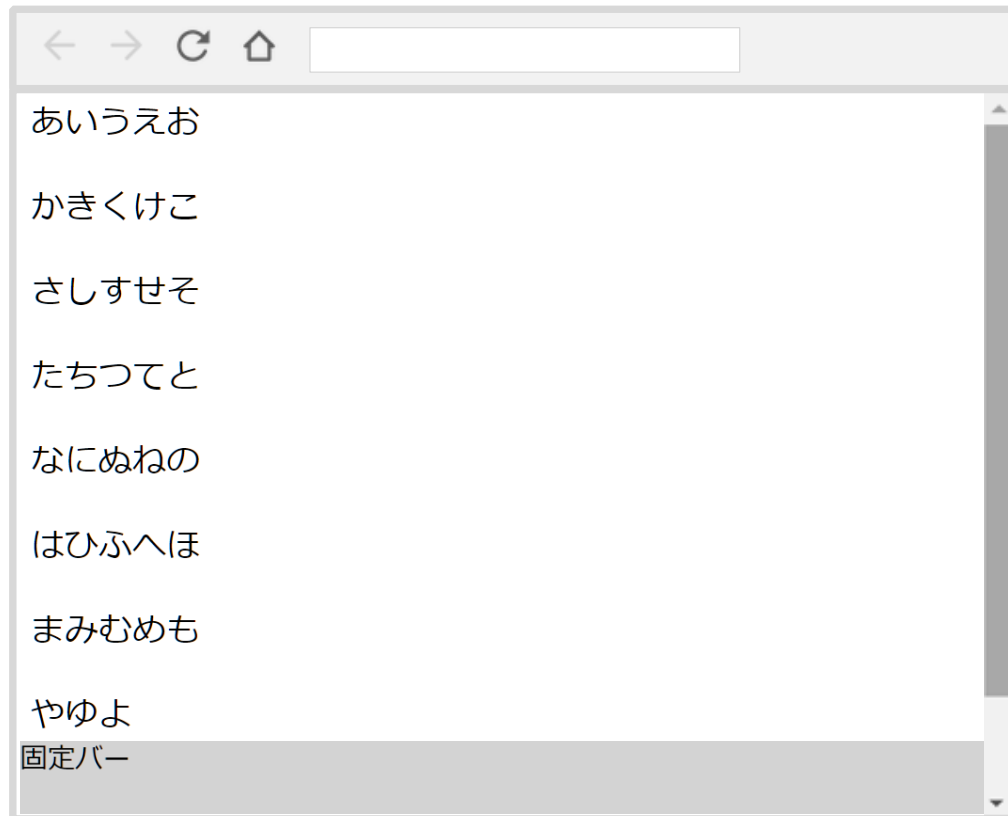 あいうえお
かきくけこ
さしすせそ
たちつてと
なにぬねの
はひふへほ
まみむめも
やゆよ
固定バー